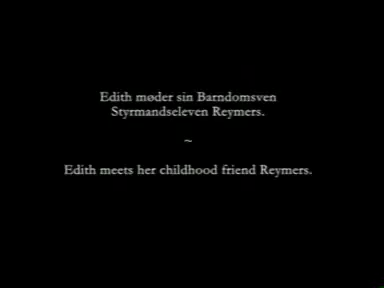 Edith møder sin Barndomsven
Styrmandseleven Reymers.
~
Edith meets her childhood friend Reymers.